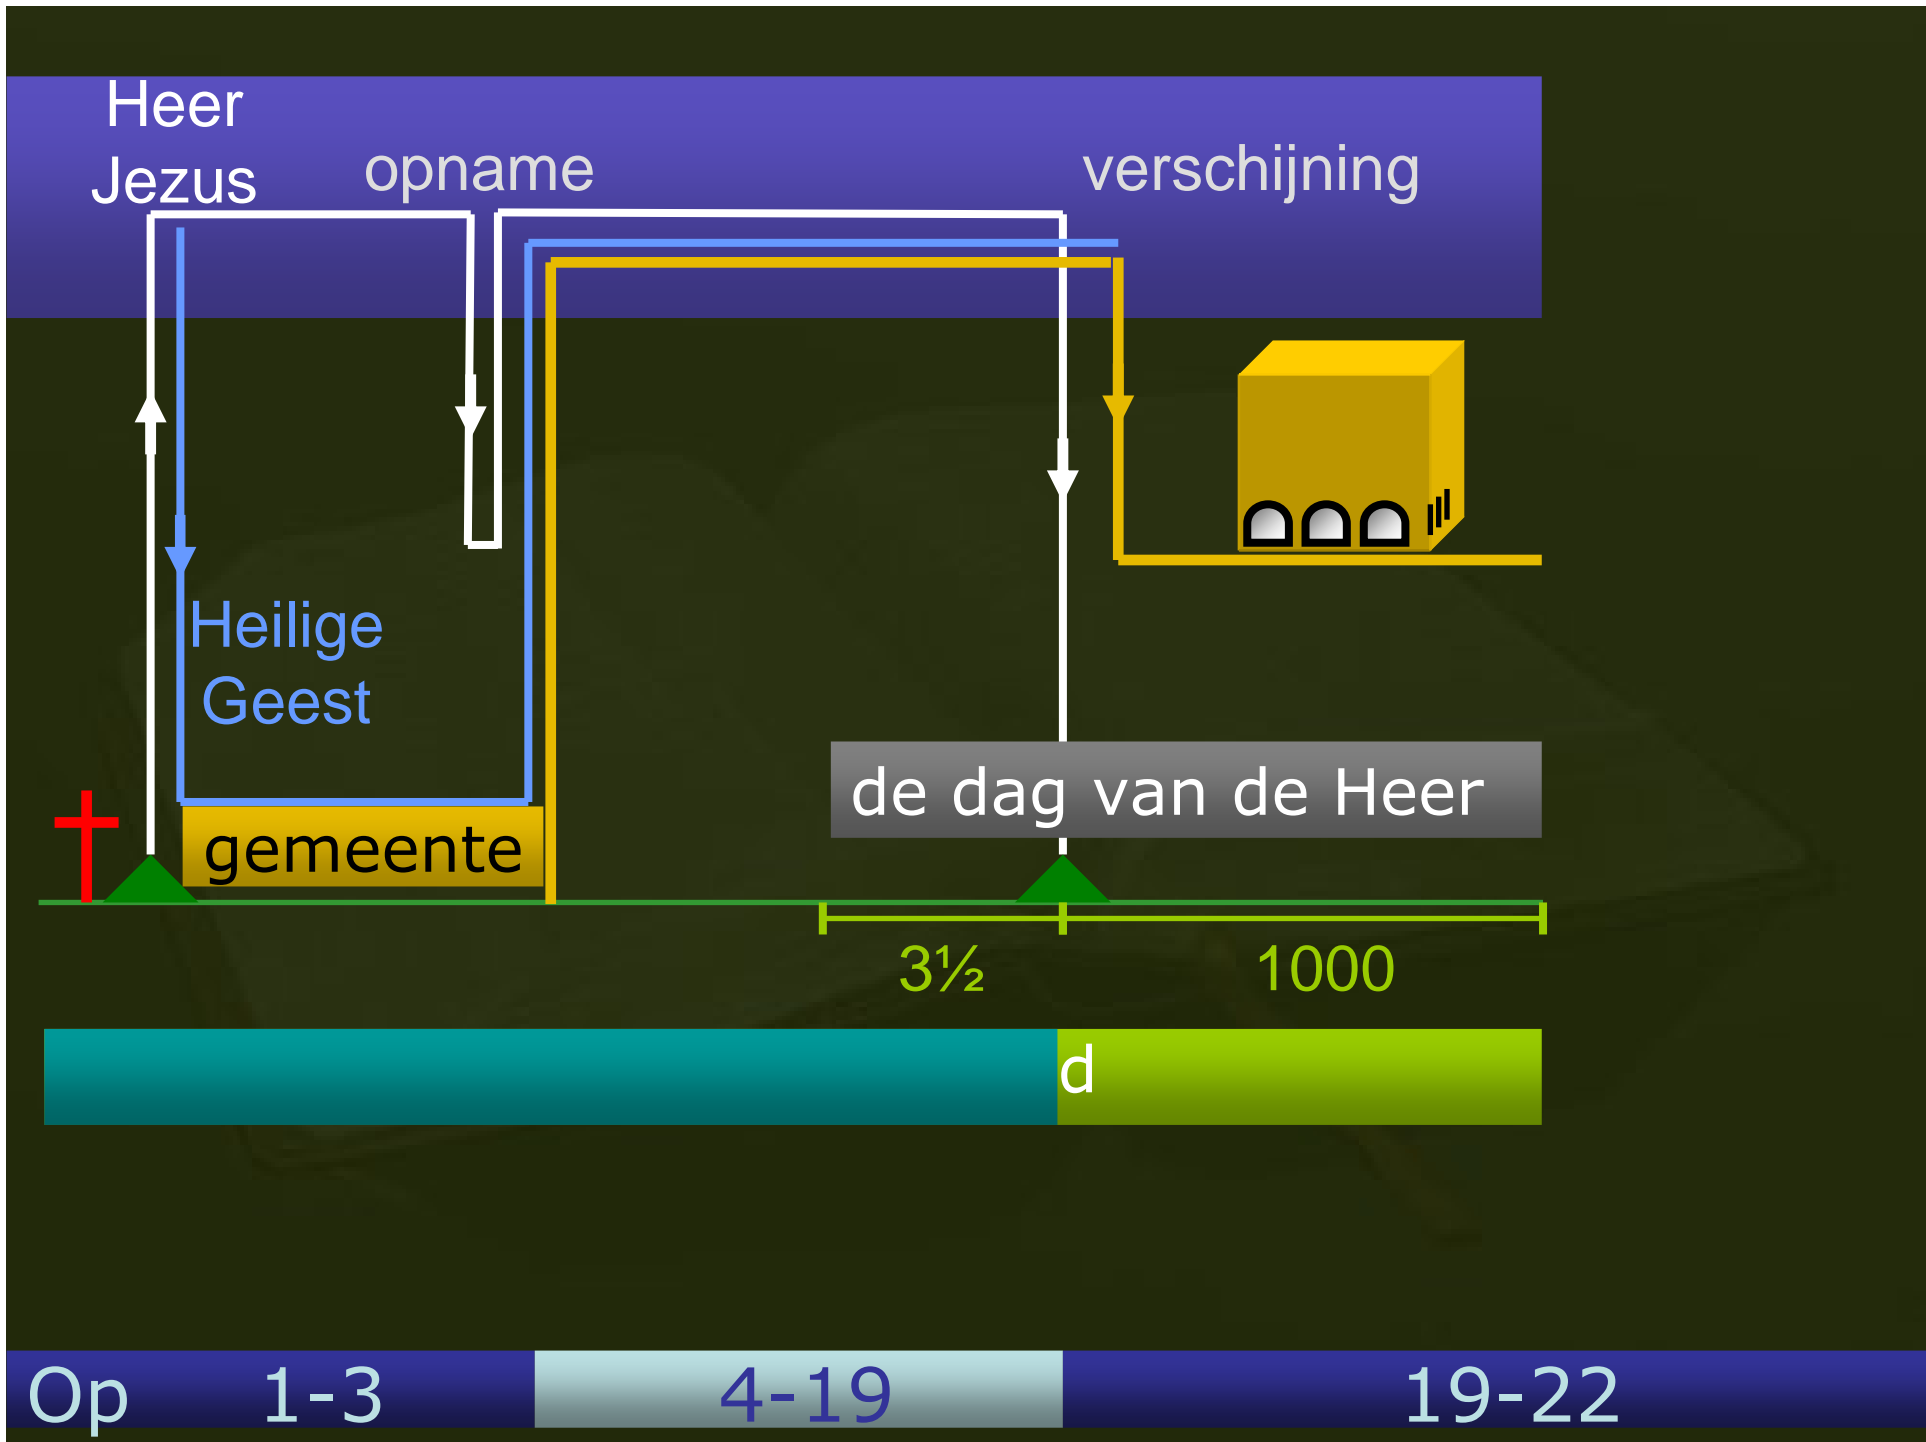 Heer
Jezus
opname
verschijning
Heilige
Geest
gemeente
de dag van de Heer
3½
1000
d
Op 1-3 4-19 19-22